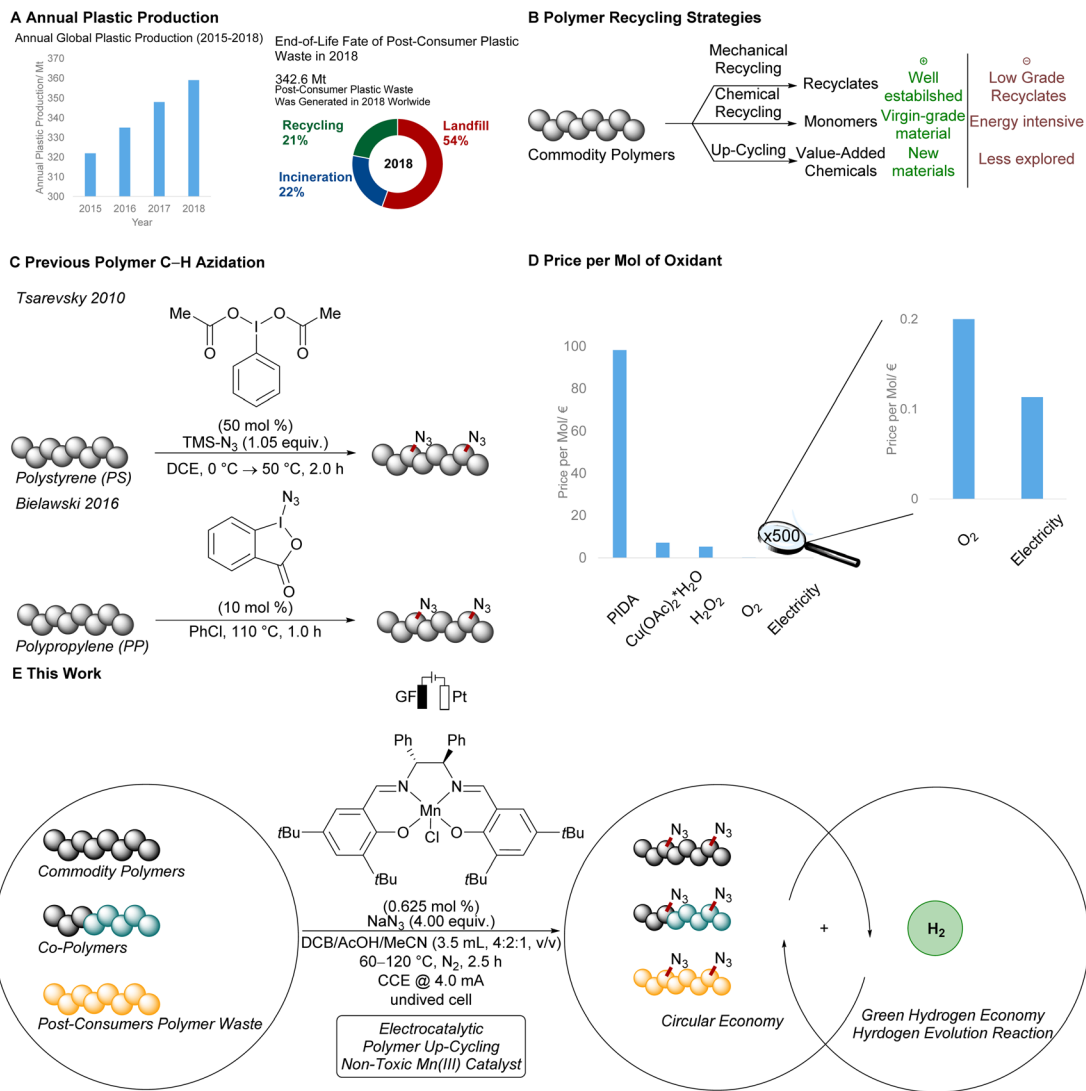 A Annual Plastic Production
Annual Global Plastic Production (2015-2018)
370
360
350
340
330
320
310
300
Annual Plastic Production/ Mt
2015 2016 2017 2018
Year
End-of-Life Fate of Post-Consumer Plastic
Waste in 2018
342.6 Mt
Post-Consumer Plastic Waste
Was Generated in 2018 Worlwide
Recycling
21%
Landfill
54%
2018
Incineration
22%
B Polymer Recycling Strategies
Commodity Polymers
Mechanical
Recycling
Chemical
Recycling
Up-Cycling
Recyclates
Monomers
Value-Added
Chemicals
⊕
Well
estabilshed
Virgin-grade
material
New
materials
⊖
Low Grade
Recyclates
Energy intensive
Less explored
C Previous Polymer C–H Azidation
Tsarevsky 2010
Me O I O Me
O O
(50 mol %)
TMS-N3 (1.05 equiv.)
DCE, 0 °C → 50 °C, 2.0 h
Polystyrene (PS)
N3 N3
Bielawski 2016
N3
I
O
O
(10 mol %)
PhCl, 110 °C, 1.0 h
Polypropylene (PP)
N3 N3
D Price per Mol of Oxidant
100
80
60
40
20
0
Price per Mol/ €
PIDA
Cu(OAc)2*H2O
H2O2
O2
Electricity
x500
0.2
0.1
0
Price per Mol/ €
O2
Electricity
E This Work
GF Pt
Ph Ph
N N
Mn
O Cl O
tBu tBu
tBu tBu
(0.625 mol %)
NaN3 (4.00 equiv.)
DCB/AcOH/MeCN (3.5 mL, 4:2:1, v/v)
60–120 °C, N2, 2.5 h
CCE @ 4.0 mA
undived cell
Electrocatalytic
Polymer Up-Cycling
Non-Toxic Mn(III) Catalyst
Commodity Polymers
Co-Polymers
Post-Consumers Polymer Waste
N3 N3
N3 N3
N3 N3
Circular Economy
+
H2
Green Hydrogen Economy
Hydrogen Evolution Reaction